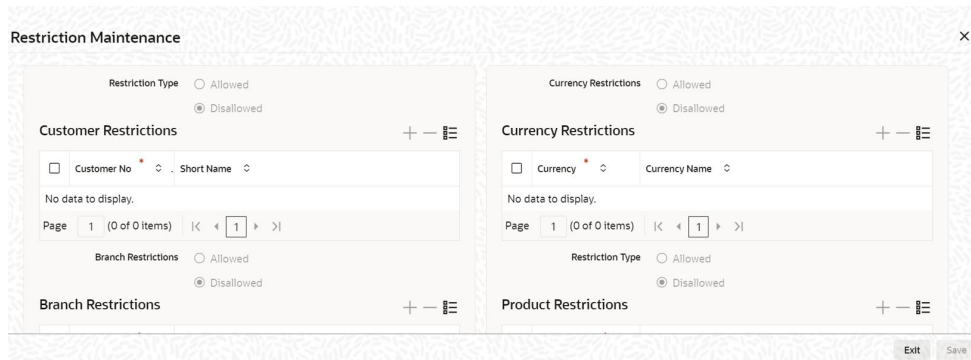 Restriction Maintenance
Restriction Type
Allowed
Disallowed
Customer Restrictions
Customer No * . Short Name
No data to display.
Page 1 (0 of 0 items) 1
Branch Restrictions
Allowed
Disallowed
Branch Restrictions
Currency Restrictions
Allowed
Disallowed
Currency Restrictions
Currency * Currency Name
No data to display.
Page 1 (0 of 0 items) 1
Restriction Type
Allowed
Disallowed
Product Restrictions
Exit Save